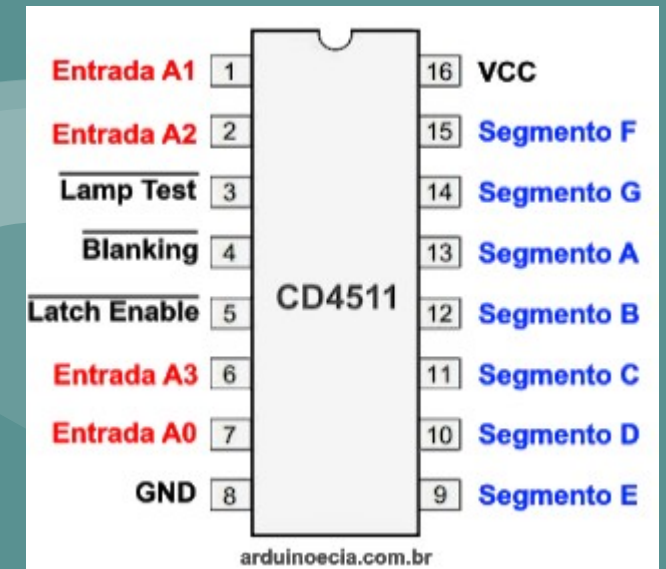 Entrada A1 1 16 VCC
Entrada A2 2 15 Segmento F
Lamp Test 3 14 Segmento G
Blanking 4 13 Segmento A
CD4511
Latch Enable 5 12 Segmento B
Entrada A3 6 11 Segmento C
Entrada A0 7 10 Segmento D
GND 8 9 Segmento E
arduinoecia.com.br